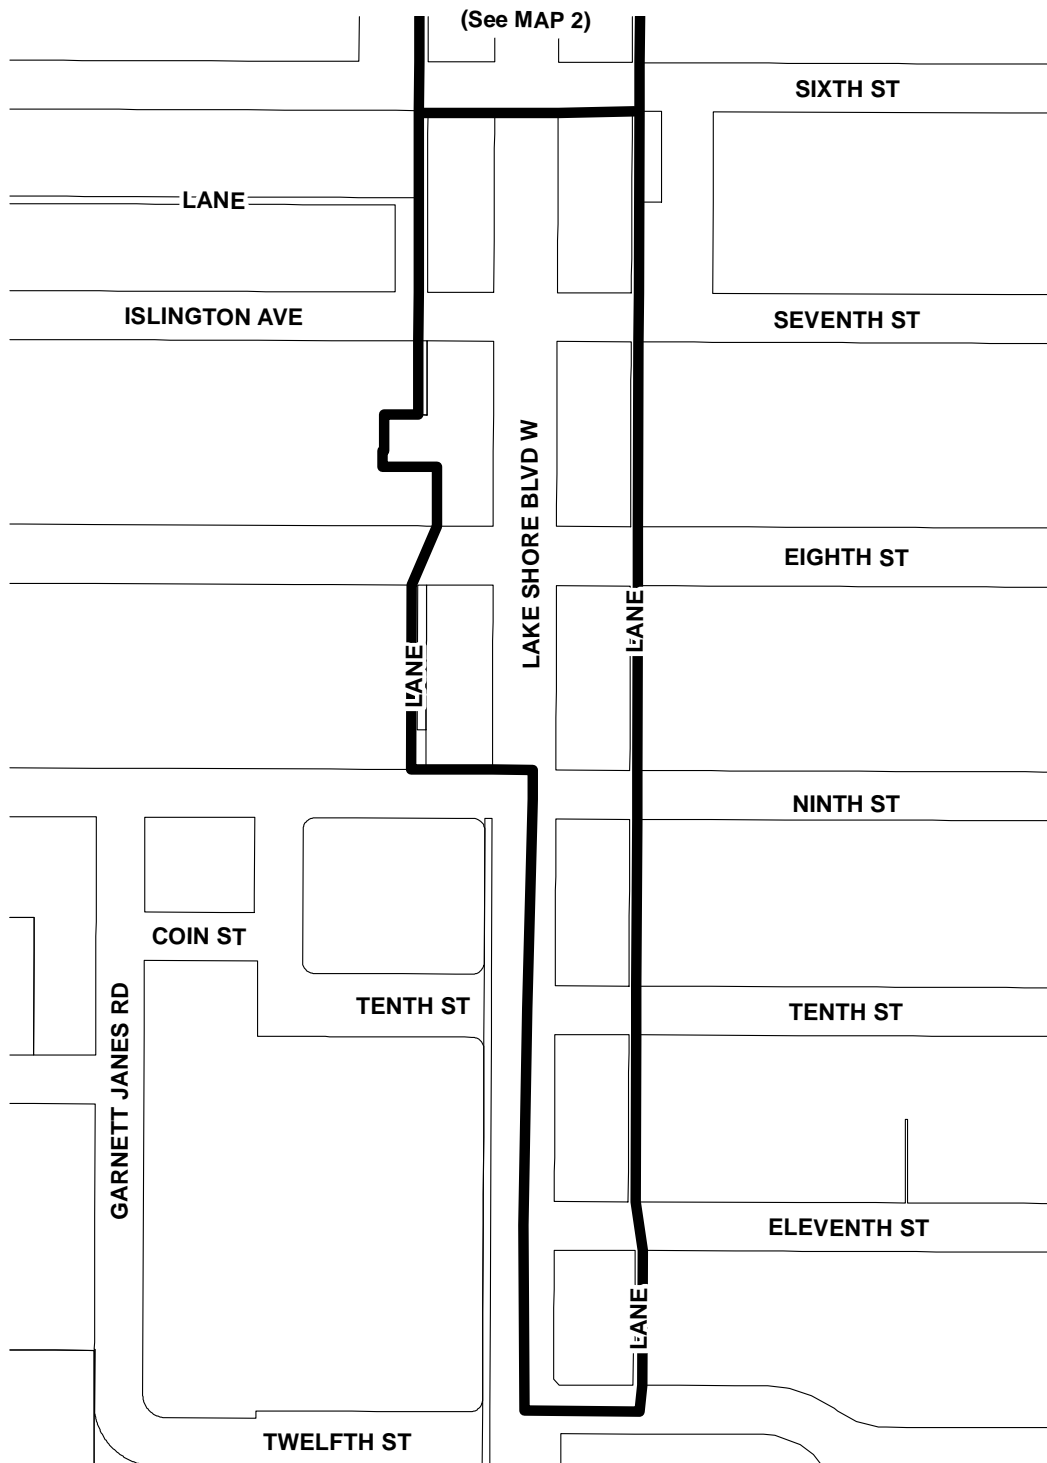 (See MAP 2)
SIXTH ST
LANE
ISLINGTON AVE
SEVENTH ST
LAKE SHORE BLVD W
EIGHTH ST
LANE
LANE
NINTH ST
COIN ST
TENTH ST
TENTH ST
GARNETT JANES RD
ELEVENTH ST
LANE
TWELFTH ST